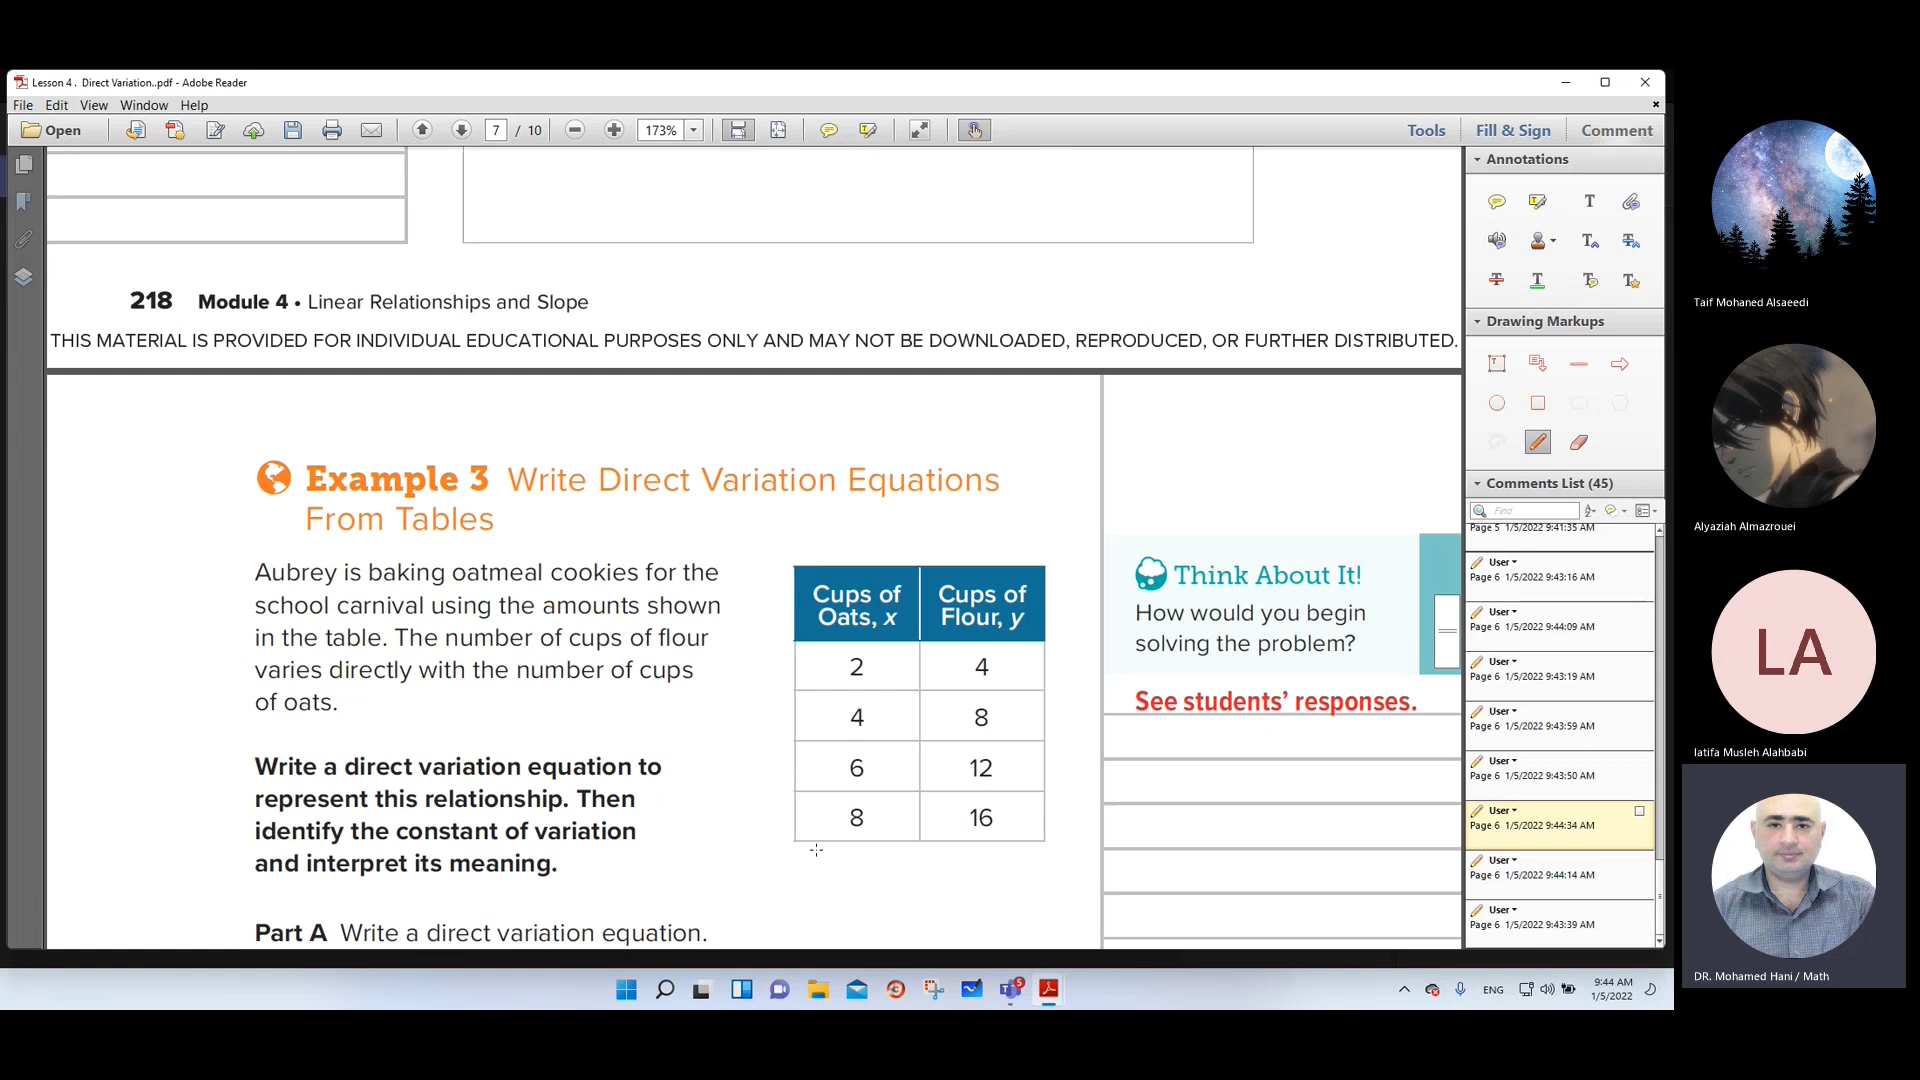 Lesson 4 . Direct Variation..pdf - Adobe Reader
File Edit View Window Help
Open 7 / 10 173% Tools Fill & Sign Comment
218 Module 4 • Linear Relationships and Slope
THIS MATERIAL IS PROVIDED FOR INDIVIDUAL EDUCATIONAL PURPOSES ONLY AND MAY NOT BE DOWNLOADED, REPRODUCED, OR FURTHER DISTRIBUTED.
Example 3 Write Direct Variation Equations
From Tables
Aubrey is baking oatmeal cookies for the
school carnival using the amounts shown
in the table. The number of cups of flour
varies directly with the number of cups
of oats.
Write a direct variation equation to
represent this relationship. Then
identify the constant of variation
and interpret its meaning.
Part A Write a direct variation equation.
Cups of Oats, x Cups of Flour, y
2 4
4 8
6 12
8 16
Think About It!
How would you begin
solving the problem?
See students’ responses.
Annotations
Drawing Markups
Comments List (45)
Find
Page 5 1/5/2022 9:41:35 AM
User
Page 6 1/5/2022 9:43:16 AM
User
Page 6 1/5/2022 9:44:09 AM
User
Page 6 1/5/2022 9:43:19 AM
User
Page 6 1/5/2022 9:43:59 AM
User
Page 6 1/5/2022 9:43:50 AM
User
Page 6 1/5/2022 9:44:34 AM
User
Page 6 1/5/2022 9:44:14 AM
User
Page 6 1/5/2022 9:43:39 AM
ENG
9:44 AM
1/5/2022
5
Taif Mohaned Alsaeedi
Alyaziah Almazrouei
LA
latifa Musleh Alahbabi
DR. Mohamed Hani / Math